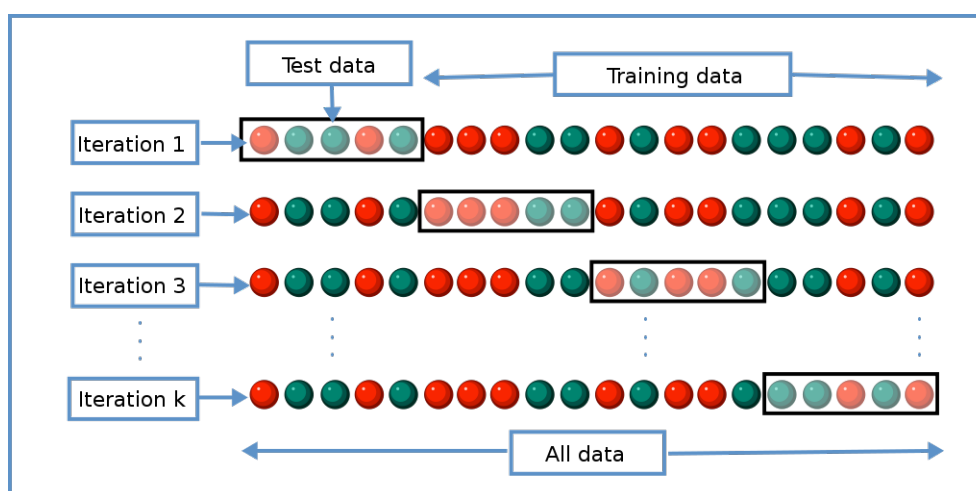 Test data
Training data
Iteration 1
Iteration 2
Iteration 3
Iteration k
All data